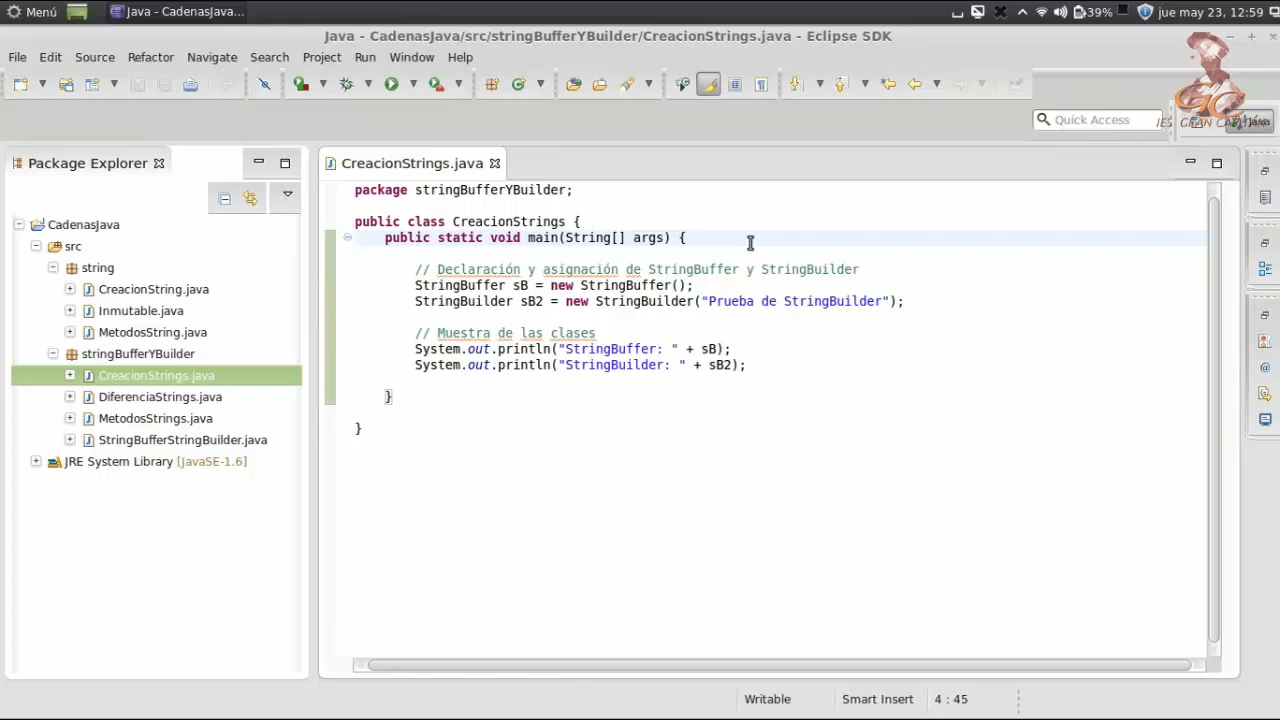 Menú
Java - CadenasJava...
39%
jue may 23, 12:59
Java - CadenasJava/src/stringBufferYBuilder/CreacionStrings.java - Eclipse SDK
File Edit Source Refactor Navigate Search Project Run Window Help
Quick Access
Java
IES GRAN CAPITAN
Package Explorer
CreacionStrings.java
CadenasJava
src
string
CreacionString.java
Inmutable.java
MetodosString.java
stringBufferYBuilder
CreacionStrings.java
DiferenciaStrings.java
MetodosStrings.java
StringBufferStringBuilder.java
JRE System Library [JavaSE-1.6]
package stringBufferYBuilder;
public class CreacionStrings {
public static void main(String[] args) {
// Declaración y asignación de StringBuffer y StringBuilder
StringBuffer sB = new StringBuffer();
StringBuilder sB2 = new StringBuilder("Prueba de StringBuilder");
// Muestra de las clases
System.out.println("StringBuffer: " + sB);
System.out.println("StringBuilder: " + sB2);
}
}
Writable
Smart Insert
4 : 45